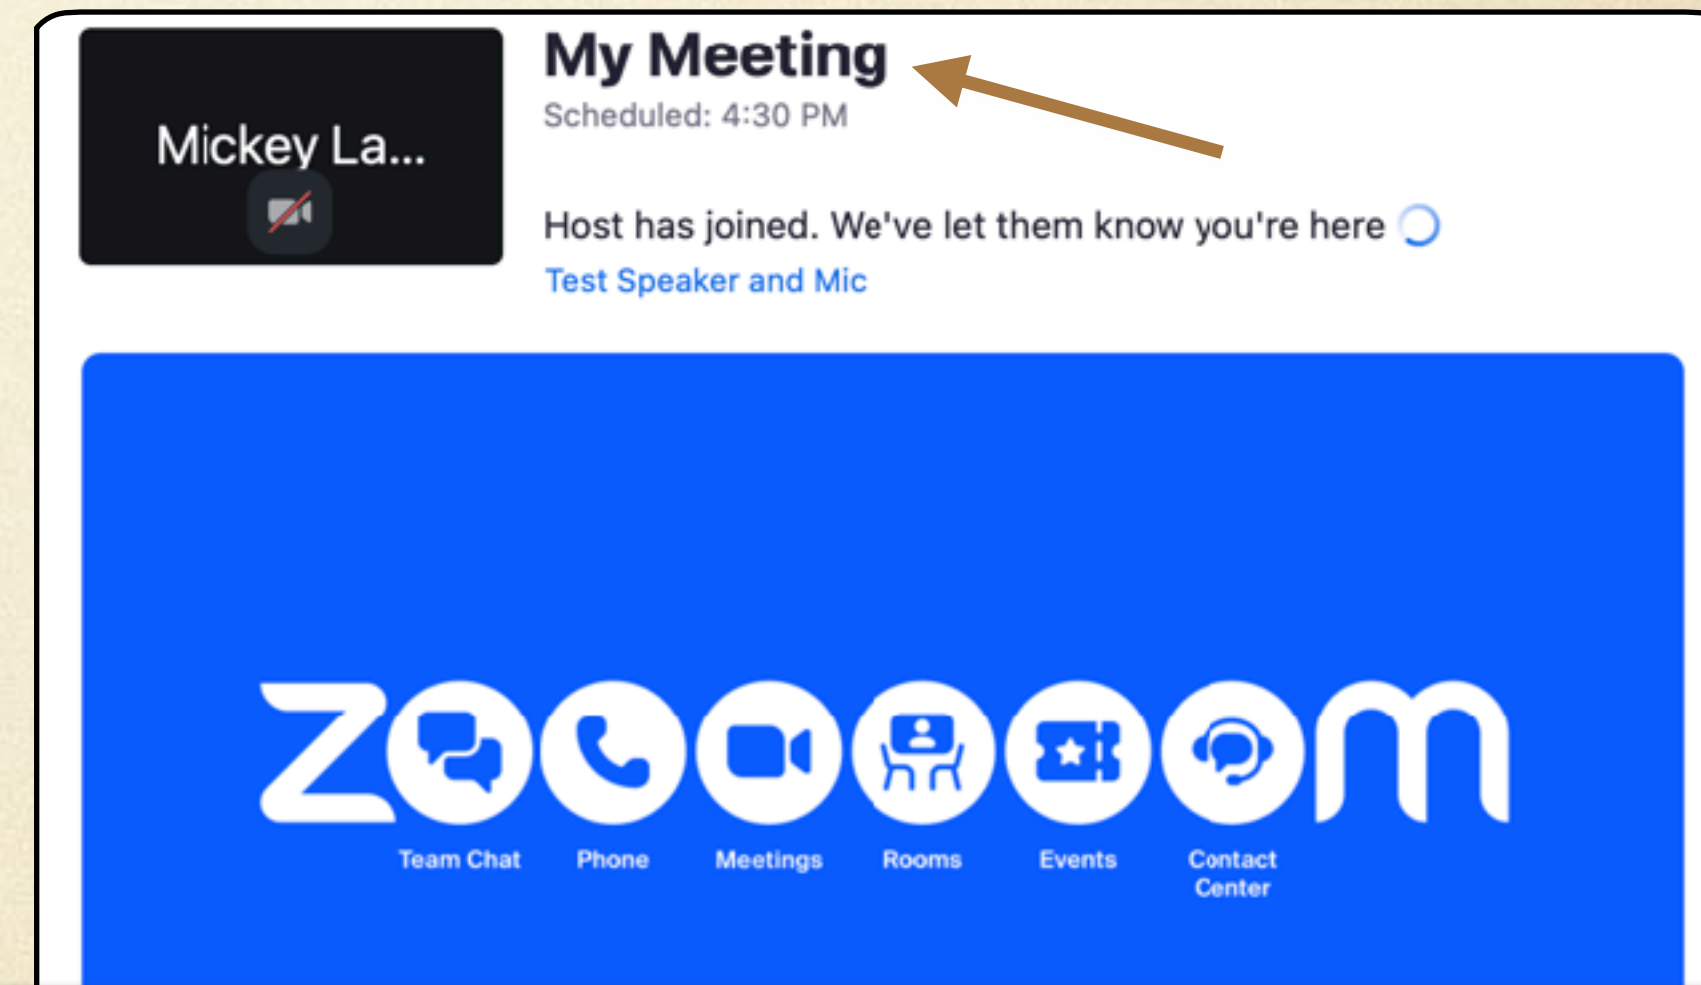 Mickey La...
My Meeting
Scheduled: 4:30 PM
Host has joined. We've let them know you're here
Test Speaker and Mic
zoooooom
Team Chat
Phone
Meetings
Rooms
Events
Contact
Center